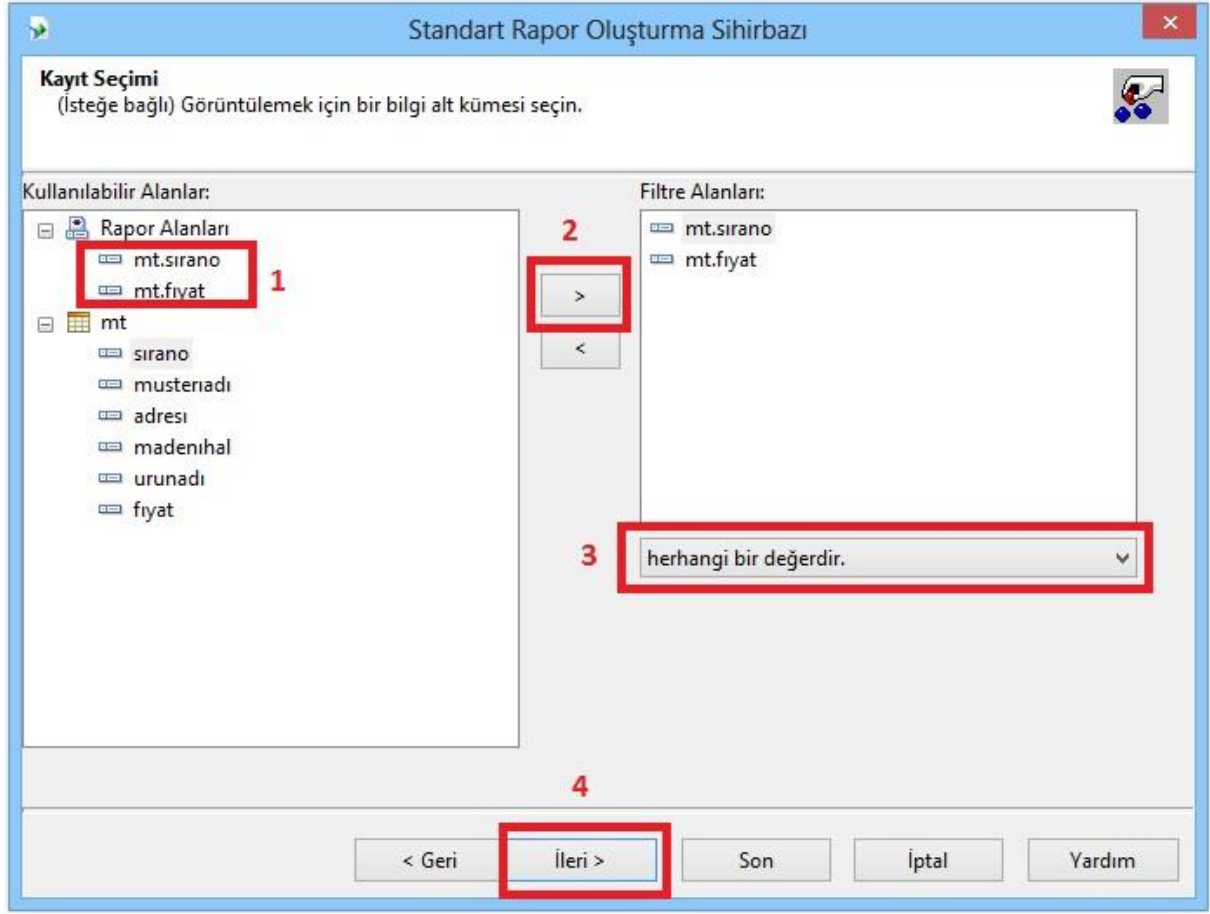 Standart Rapor Oluşturma Sihirbazı
Kayıt Seçimi
(İsteğe bağlı) Görüntülemek için bir bilgi alt kümesi seçin.
Kullanılabilir Alanlar:
Rapor Alanları
mt.sırano
mt.fıyat
1
mt
sırano
musterıadı
adresı
madenıhal
urunadı
fıyat
2
>
<
Filtre Alanları:
mt.sırano
mt.fıyat
3
herhangi bir değerdir.
4
< Geri
İleri >
Son
İptal
Yardım